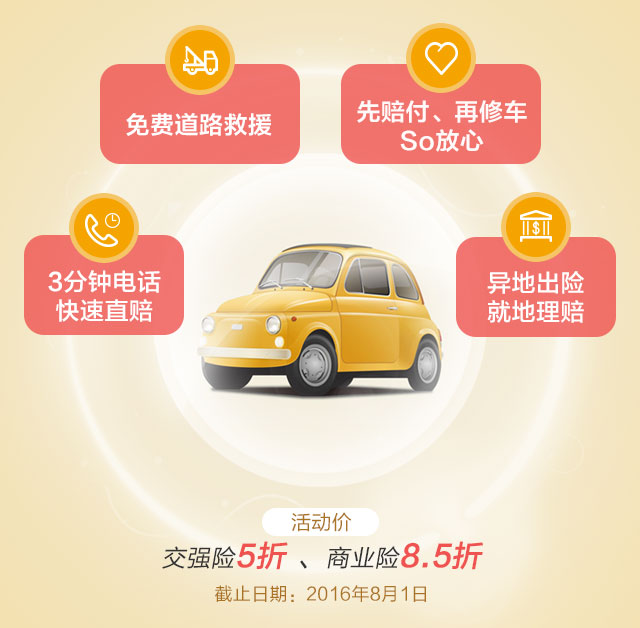 免费道路救援
先赔付、再修车
So放心
3分钟电话
快速直赔
异地出险
就地理赔
活动价
交强险5折 、商业险8.5折
截止日期：2016年8月1日